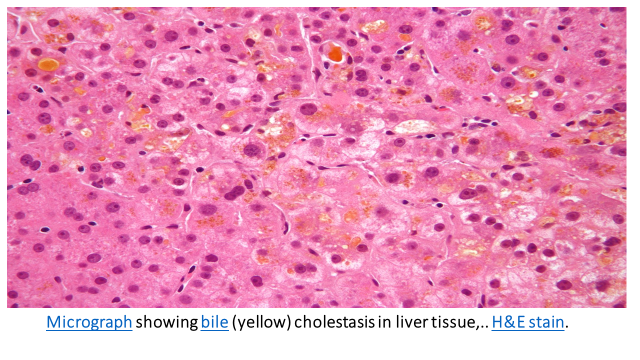 Micrograph showing bile (yellow) cholestasis in liver tissue,.. H&E stain.